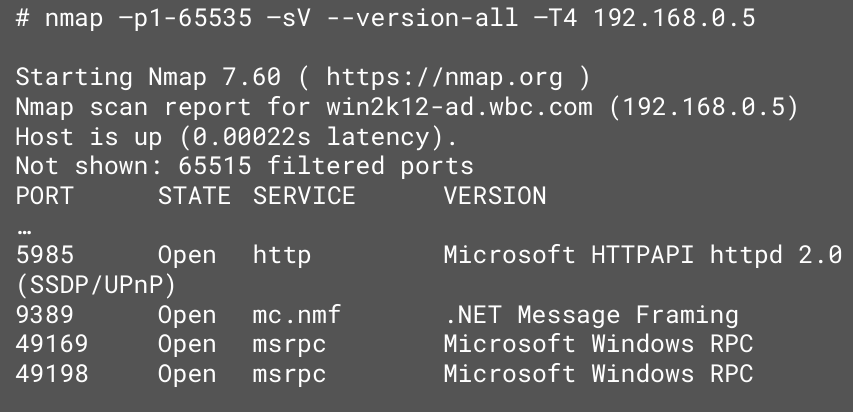 # nmap –p1-65535 –sV --version-all –T4 192.168.0.5
Starting Nmap 7.60 ( https://nmap.org )
Nmap scan report for win2k12-ad.wbc.com (192.168.0.5)
Host is up (0.00022s latency).
Not shown: 65515 filtered ports
PORT STATE SERVICE VERSION
…
5985 Open http Microsoft HTTPAPI httpd 2.0
(SSDP/UPnP)
9389 Open mc.nmf .NET Message Framing
49169 Open msrpc Microsoft Windows RPC
49198 Open msrpc Microsoft Windows RPC